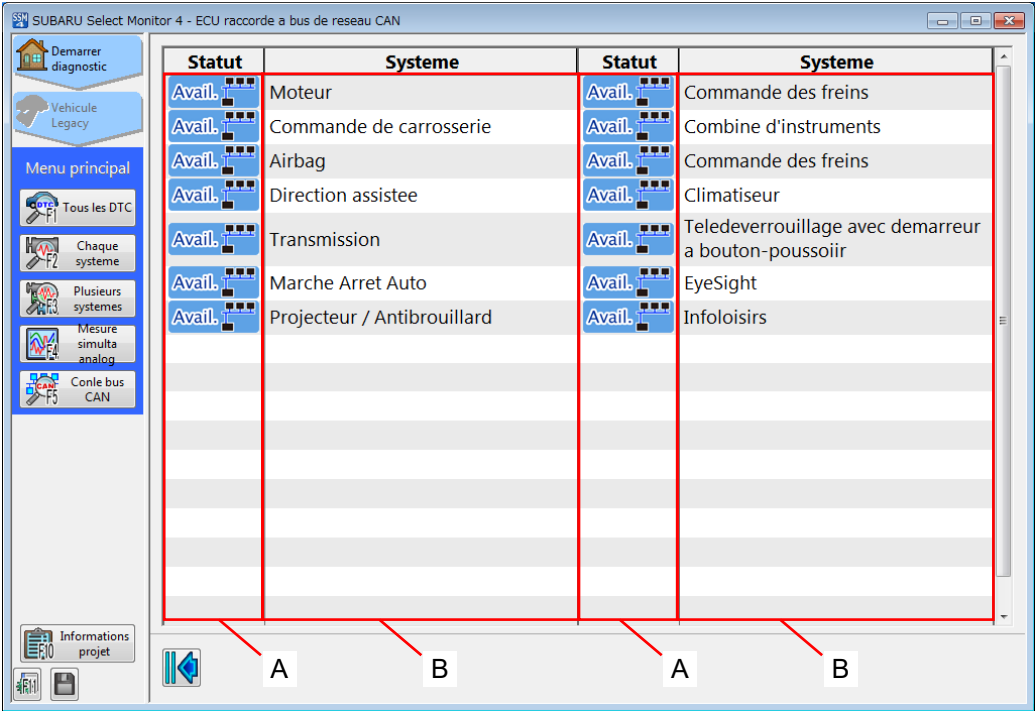 SSM 4 SUBARU Select Monitor 4 - ECU raccorde a bus de reseau CAN
Demarrer
diagnostic
Vehicule
Legacy
Menu principal
DTC F1 Tous les DTC
F2 Chaque
systeme
F3 Plusieurs
systemes
F4 Mesure
simulta
analog
CAN F5 Conle bus
CAN
F10 Informations
projet
F11
Statut Systeme Statut Systeme
Avail. Moteur Avail. Commande des freins
Avail. Commande de carrosserie Avail. Combine d'instruments
Avail. Airbag Avail. Commande des freins
Avail. Direction assistee Avail. Climatiseur
Avail. Transmission Avail. Teledeverrouillage avec demarreur
a bouton-poussoiir
Avail. Marche Arret Auto Avail. EyeSight
Avail. Projecteur / Antibrouillard Avail. Infoloisirs
A B A B